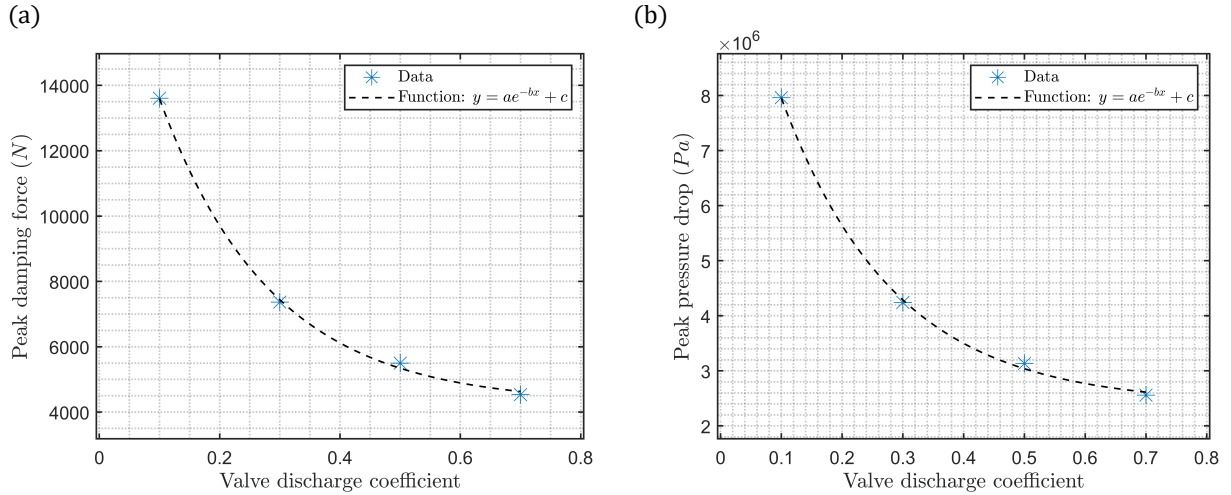 (a)
14000
12000
10000
8000
6000
4000
0
0.2
0.4
0.6
0.8
Peak damping force (N)
Valve discharge coefficient
Data
Function: y = ae^{-bx} + c
(b)
×10^6
8
7
6
5
4
3
2
0
0.1
0.2
0.3
0.4
0.5
0.6
0.7
0.8
Peak pressure drop (Pa)
Valve discharge coefficient
Data
Function: y = ae^{-bx} + c